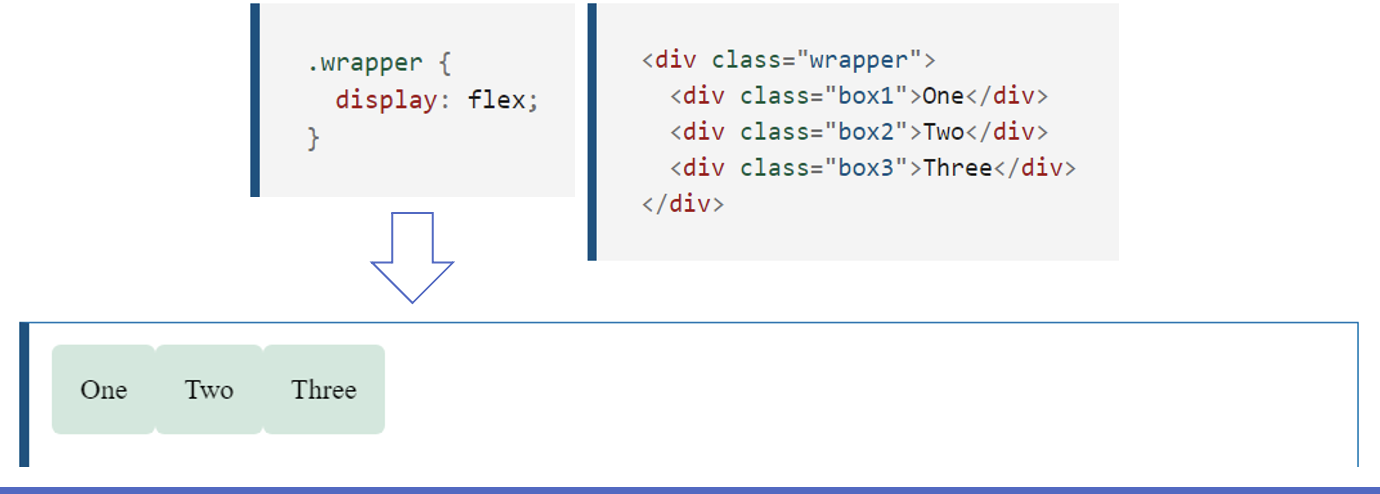 .wrapper {
  display: flex;
}
<div class="wrapper">
  <div class="box1">One</div>
  <div class="box2">Two</div>
  <div class="box3">Three</div>
</div>
One Two Three